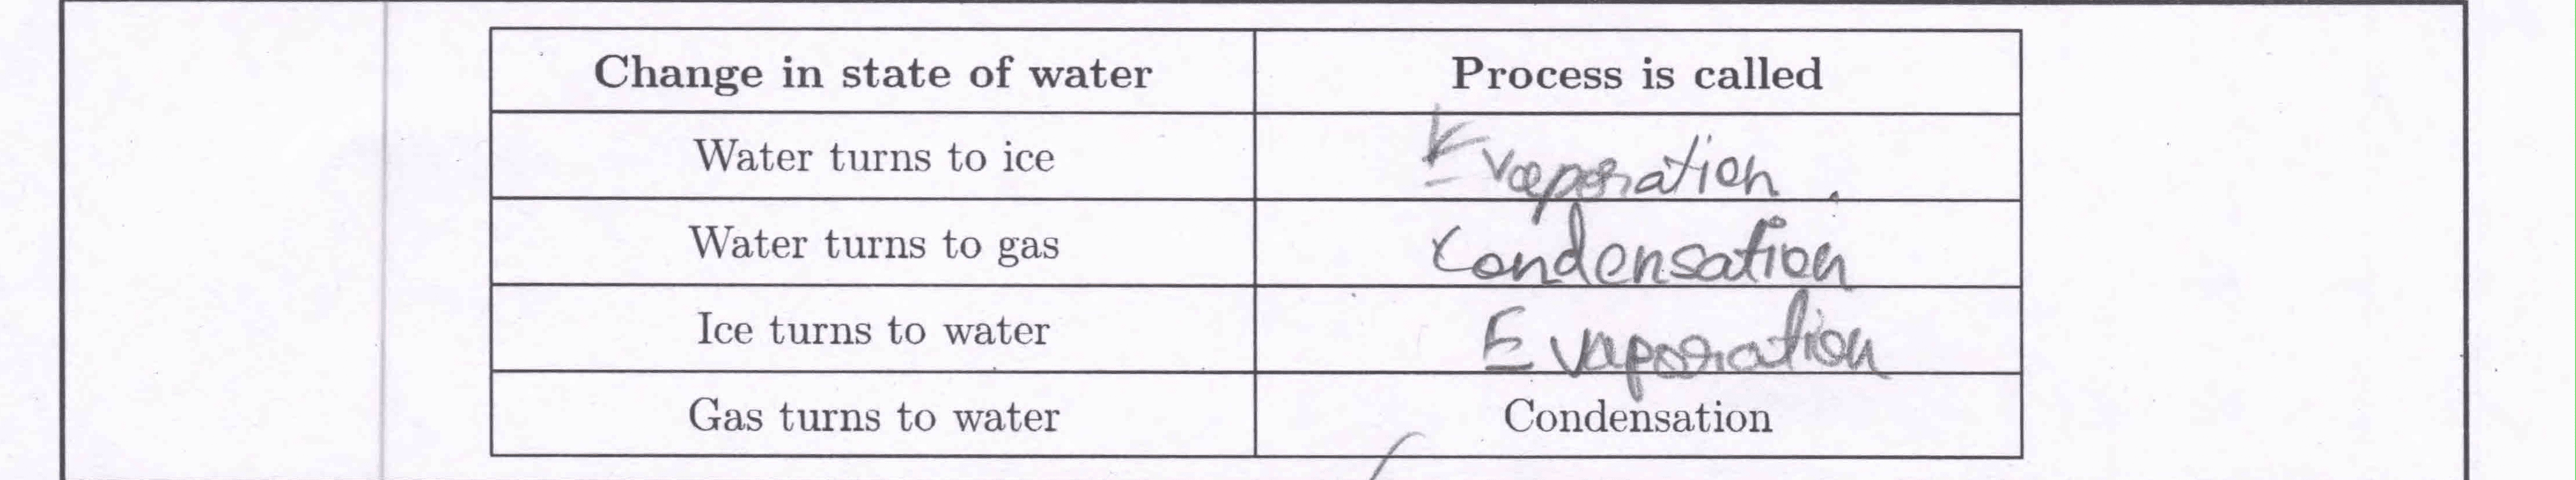 Change in state of water Process is called
Water turns to ice Evaporation
Water turns to gas Condensation
Ice turns to water Evaporation
Gas turns to water Condensation